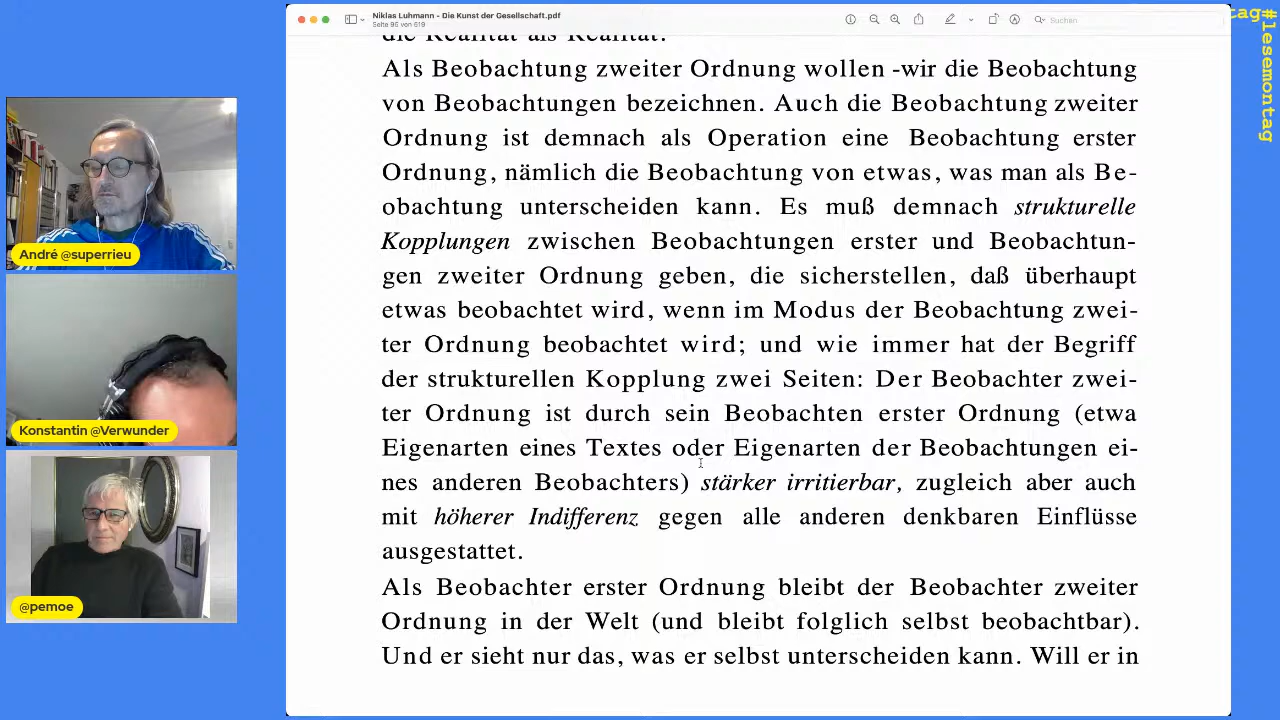 Niklas Luhmann - Die Kunst der Gesellschaft.pdf
Seite 96 von 619
Suchen
tag#lesemontag
die Realität als Realität.
Als Beobachtung zweiter Ordnung wollen -wir die Beobachtung
von Beobachtungen bezeichnen. Auch die Beobachtung zweiter
Ordnung ist demnach als Operation eine Beobachtung erster
Ordnung, nämlich die Beobachtung von etwas, was man als Be-
obachtung unterscheiden kann. Es muß demnach strukturelle
Kopplungen zwischen Beobachtungen erster und Beobachtun-
gen zweiter Ordnung geben, die sicherstellen, daß überhaupt
etwas beobachtet wird, wenn im Modus der Beobachtung zwei-
ter Ordnung beobachtet wird; und wie immer hat der Begriff
der strukturellen Kopplung zwei Seiten: Der Beobachter zwei-
ter Ordnung ist durch sein Beobachten erster Ordnung (etwa
Eigenarten eines Textes oder Eigenarten der Beobachtungen ei-
nes anderen Beobachters) stärker irritierbar, zugleich aber auch
mit höherer Indifferenz gegen alle anderen denkbaren Einflüsse
ausgestattet.
Als Beobachter erster Ordnung bleibt der Beobachter zweiter
Ordnung in der Welt (und bleibt folglich selbst beobachtbar).
Und er sieht nur das, was er selbst unterscheiden kann. Will er in
André @superrieu
Konstantin @Verwunder
@pemoe